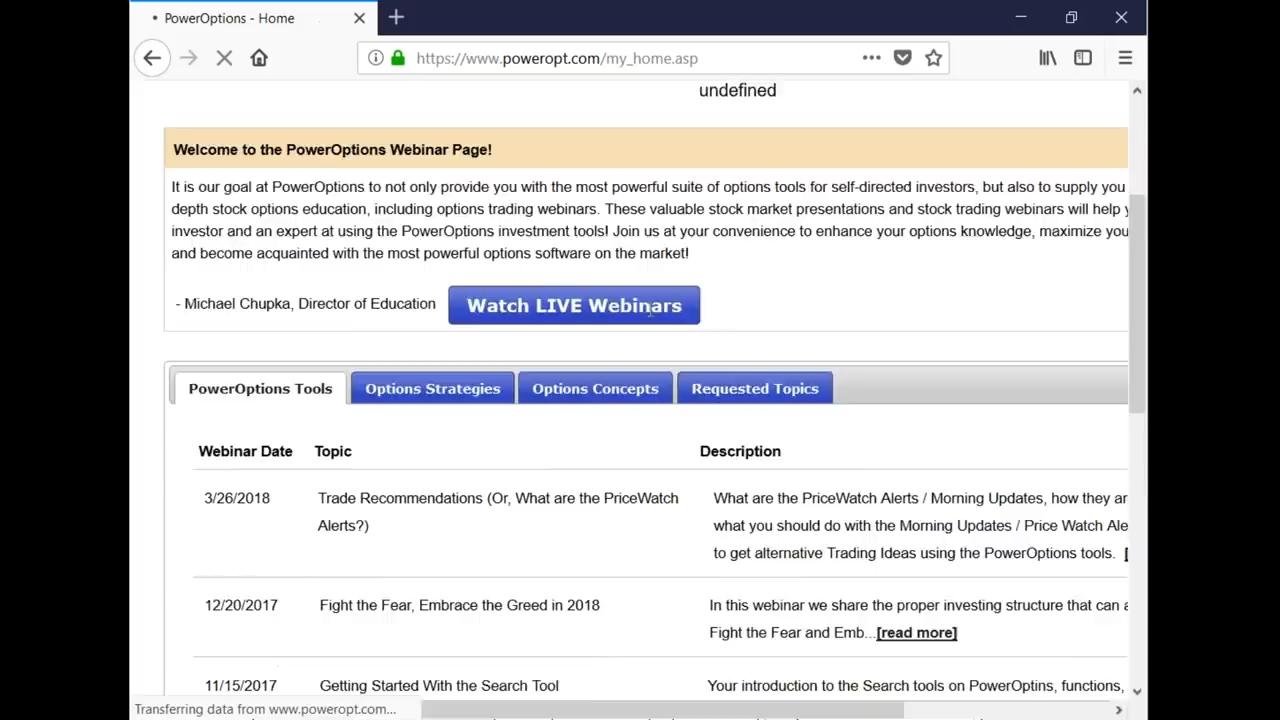 PowerOptions - Home
https://www.poweropt.com/my_home.asp
undefined
Welcome to the PowerOptions Webinar Page!
It is our goal at PowerOptions to not only provide you with the most powerful suite of options tools for self-directed investors, but also to supply you
depth stock options education, including options trading webinars. These valuable stock market presentations and stock trading webinars will help y
investor and an expert at using the PowerOptions investment tools! Join us at your convenience to enhance your options knowledge, maximize you
and become acquainted with the most powerful options software on the market!
- Michael Chupka, Director of Education
Watch LIVE Webinars
PowerOptions Tools Options Strategies Options Concepts Requested Topics
Webinar Date Topic Description
3/26/2018 Trade Recommendations (Or, What are the PriceWatch What are the PriceWatch Alerts / Morning Updates, how they ar
Alerts?) what you should do with the Morning Updates / Price Watch Ale
to get alternative Trading Ideas using the PowerOptions tools. [
12/20/2017 Fight the Fear, Embrace the Greed in 2018 In this webinar we share the proper investing structure that can a
Fight the Fear and Emb...[read more]
11/15/2017 Getting Started With the Search Tool Your introduction to the Search tools on PowerOptins, functions,
Transferring data from www.poweropt.com...